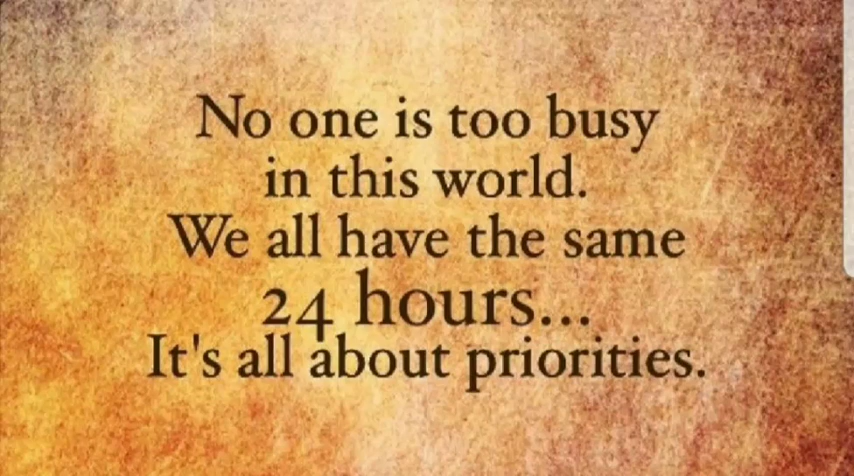 No one is too busy
in this world.
We all have the same
24 hours...
It's all about priorities.